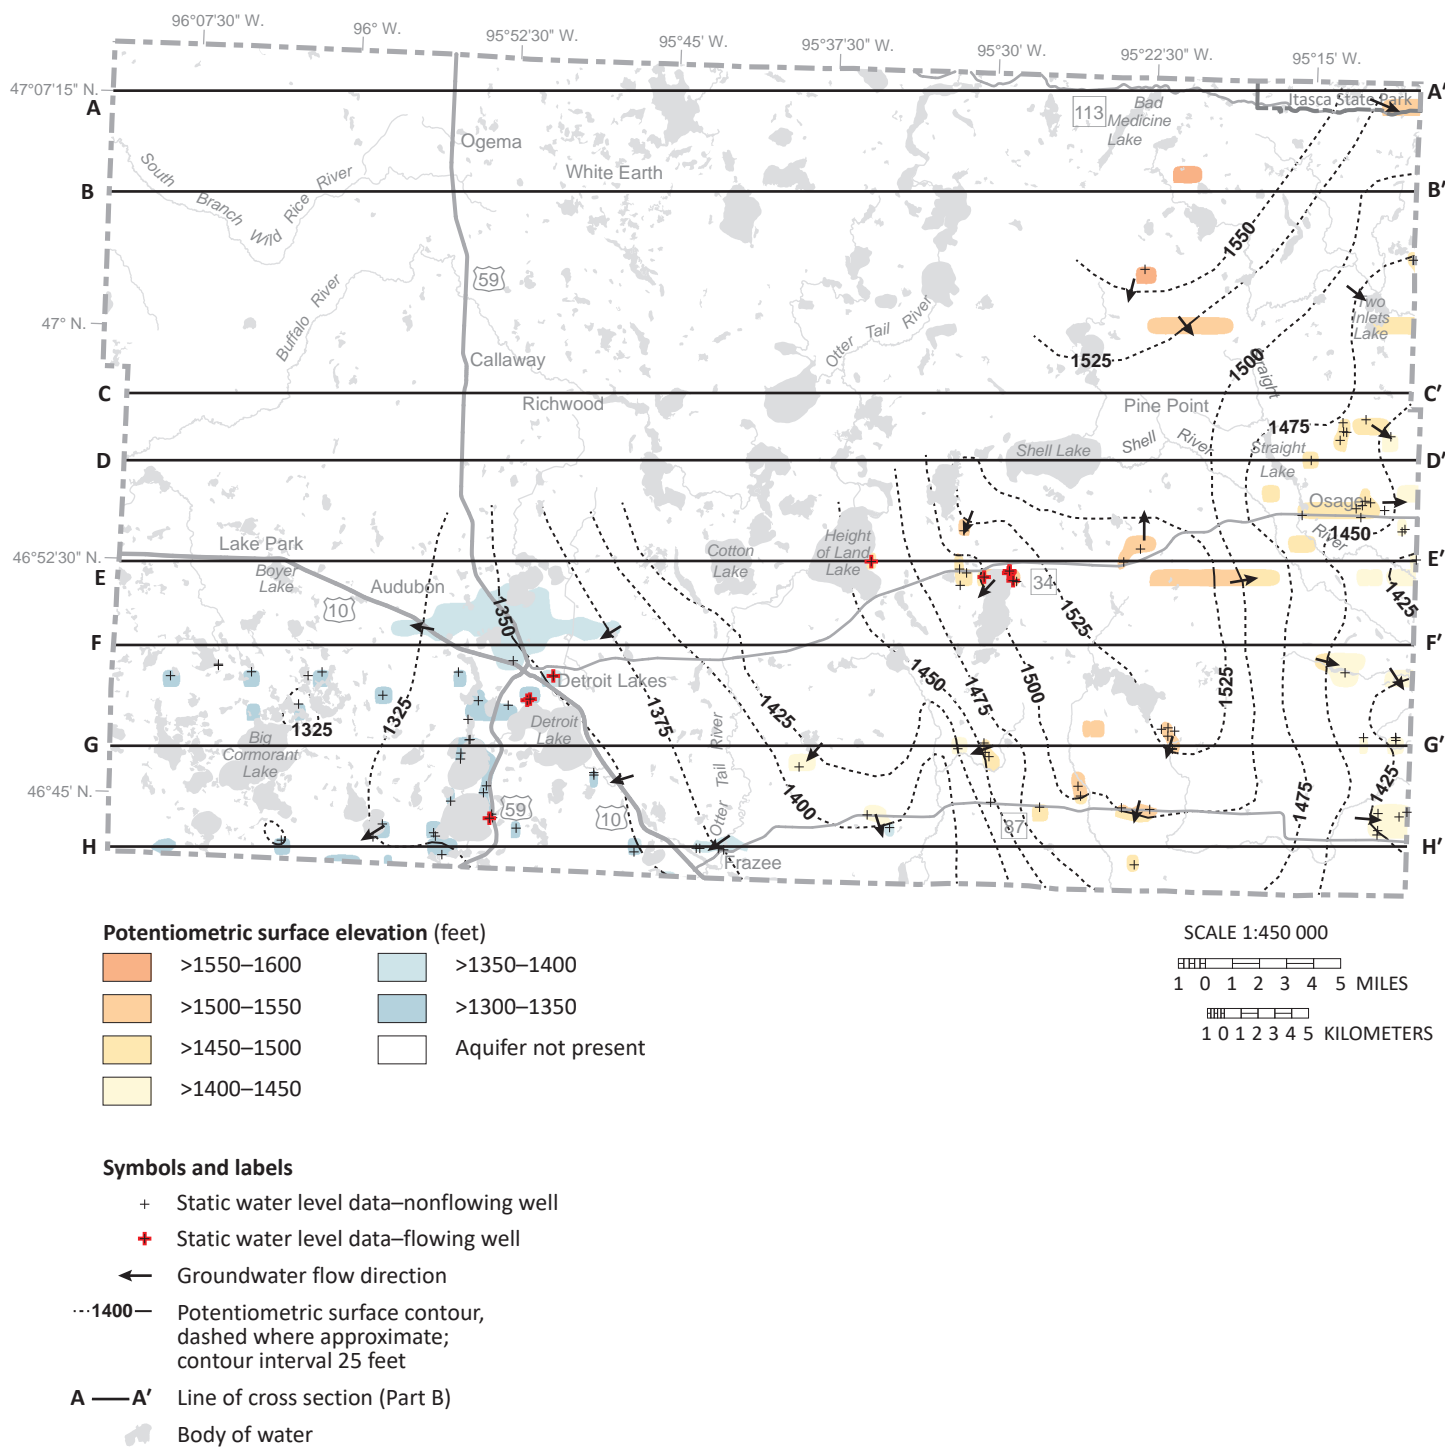 96°07'30" W.
96° W.
95°52'30" W.
95°45' W.
95°37'30" W.
95°30' W.
95°22'30" W.
95°15' W.
47°07'15" N.
A
A'
Itasca State Park
113
Bad
Medicine
Lake
Ogema
White Earth
South
Branch
Wild
Rice
River
B
B'
1550
59
Buffalo
River
Otter
Tail
River
Two
Inlets
Lake
47° N.
Callaway
1525
1500
Straight
C
C'
Richwood
Pine Point
1475
D
D'
Shell Lake
Shell
River
Straight
Lake
Osage
River
1450
Lake Park
46°52'30" N.
E
E'
Boyer
Lake
Audubon
10
Cotton
Lake
Height
of Land
Lake
34
1350
1525
1425
F
F'
Detroit Lakes
1450
1475
1500
1525
1325
1325
1375
1425
Big
Cormorant
Lake
Detroit
Lake
Otter
Tail
River
G
G'
46°45' N.
59
10
1400
87
1475
1425
H
H'
Frazee
Potentiometric surface elevation (feet)
>1550–1600
>1500–1550
>1450–1500
>1400–1450
>1350–1400
>1300–1350
Aquifer not present
SCALE 1:450 000
1 0 1 2 3 4 5 MILES
1 0 1 2 3 4 5 KILOMETERS
Symbols and labels
Static water level data–nonflowing well
Static water level data–flowing well
Groundwater flow direction
1400
Potentiometric surface contour,
dashed where approximate;
contour interval 25 feet
A A' Line of cross section (Part B)
Body of water